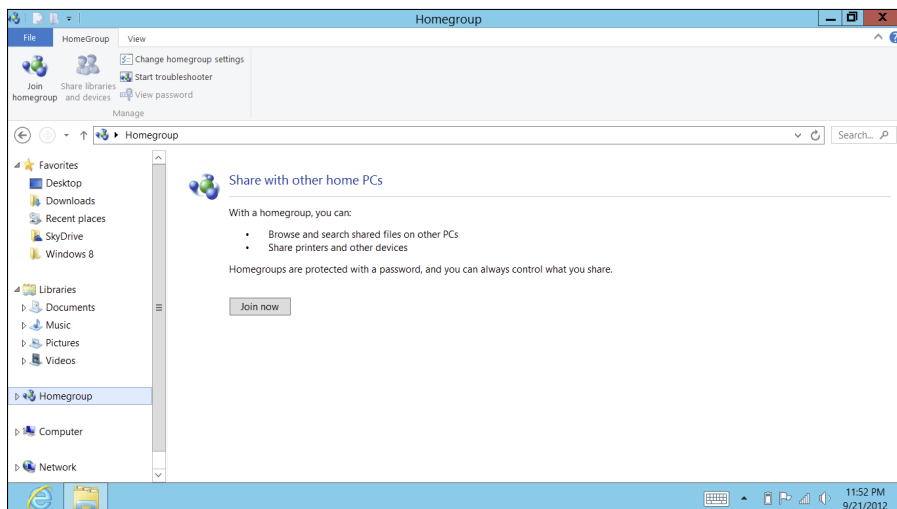 Homegroup
File HomeGroup View
Join homegroup
Share libraries and devices
Change homegroup settings
Start troubleshooter
View password
Manage
Homegroup
Search...
Favorites
Desktop
Downloads
Recent places
SkyDrive
Windows 8
Libraries
Documents
Music
Pictures
Videos
Homegroup
Computer
Network
Share with other home PCs
With a homegroup, you can:
• Browse and search shared files on other PCs
• Share printers and other devices
Homegroups are protected with a password, and you can always control what you share.
Join now
11:52 PM
9/21/2012